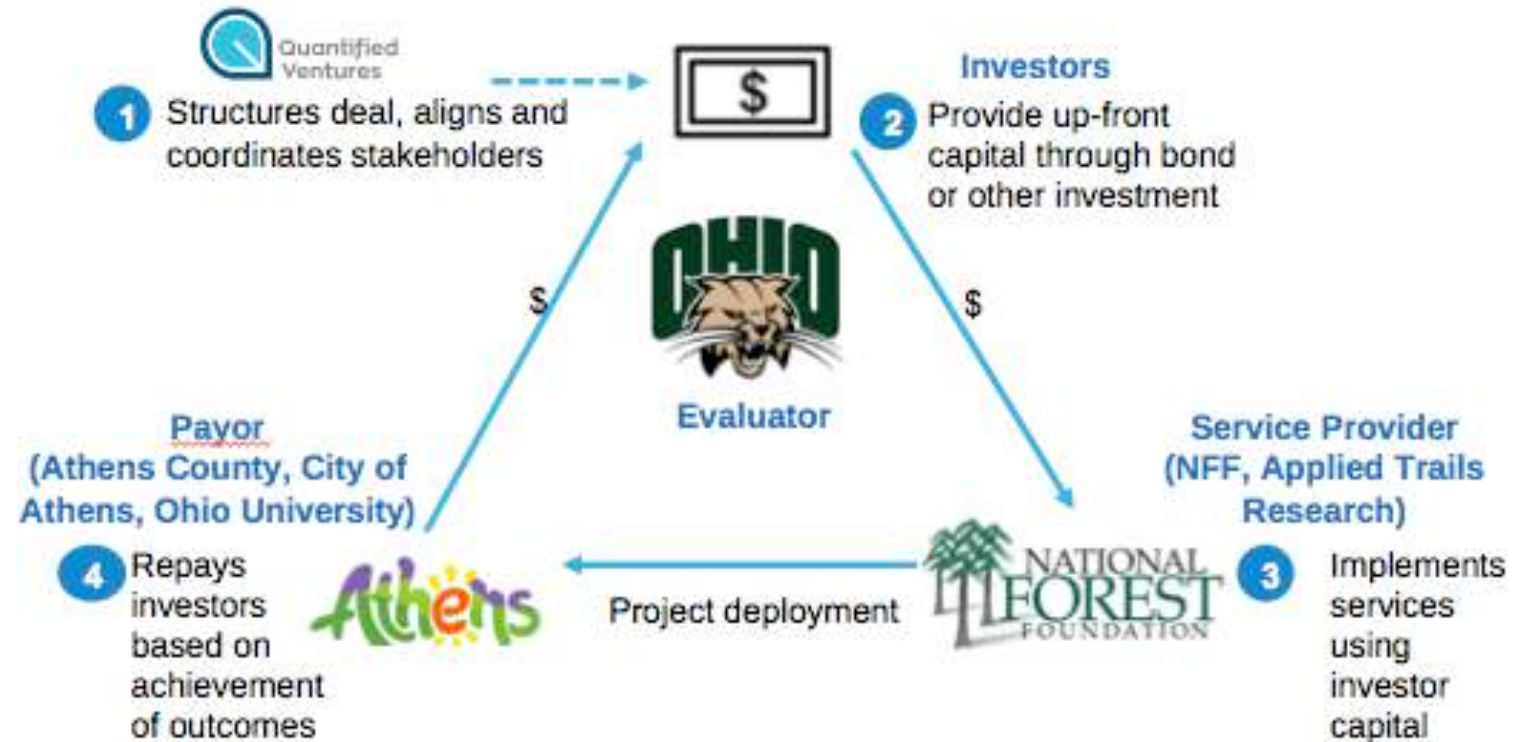 Quantified
Ventures
1
Structures deal, aligns and
coordinates stakeholders
$
Investors
2
Provide up-front
capital through bond
or other investment
OHIO
Evaluator
$
$
Payor
(Athens County, City of
Athens, Ohio University)
4
Repays
investors
based on
achievement
of outcomes
Athens
Project deployment
NATIONAL
FOREST
FOUNDATION
Service Provider
(NFF, Applied Trails
Research)
3
Implements
services
using
investor
capital